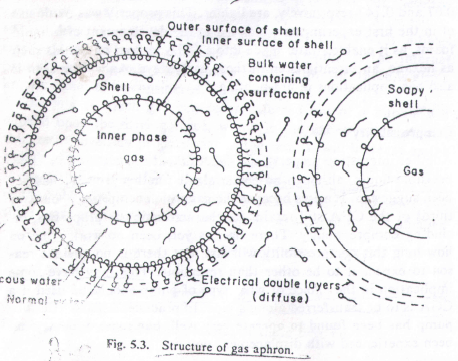 Outer surface of shell
Inner surface of shell
Bulk water
containing
surfactant
Shell
Soapy
shell
Inner phase
gas
Gas
cous water
Normal
Electrical double layers
(diffuse)
Fig. 5.3. Structure of gas aphron.